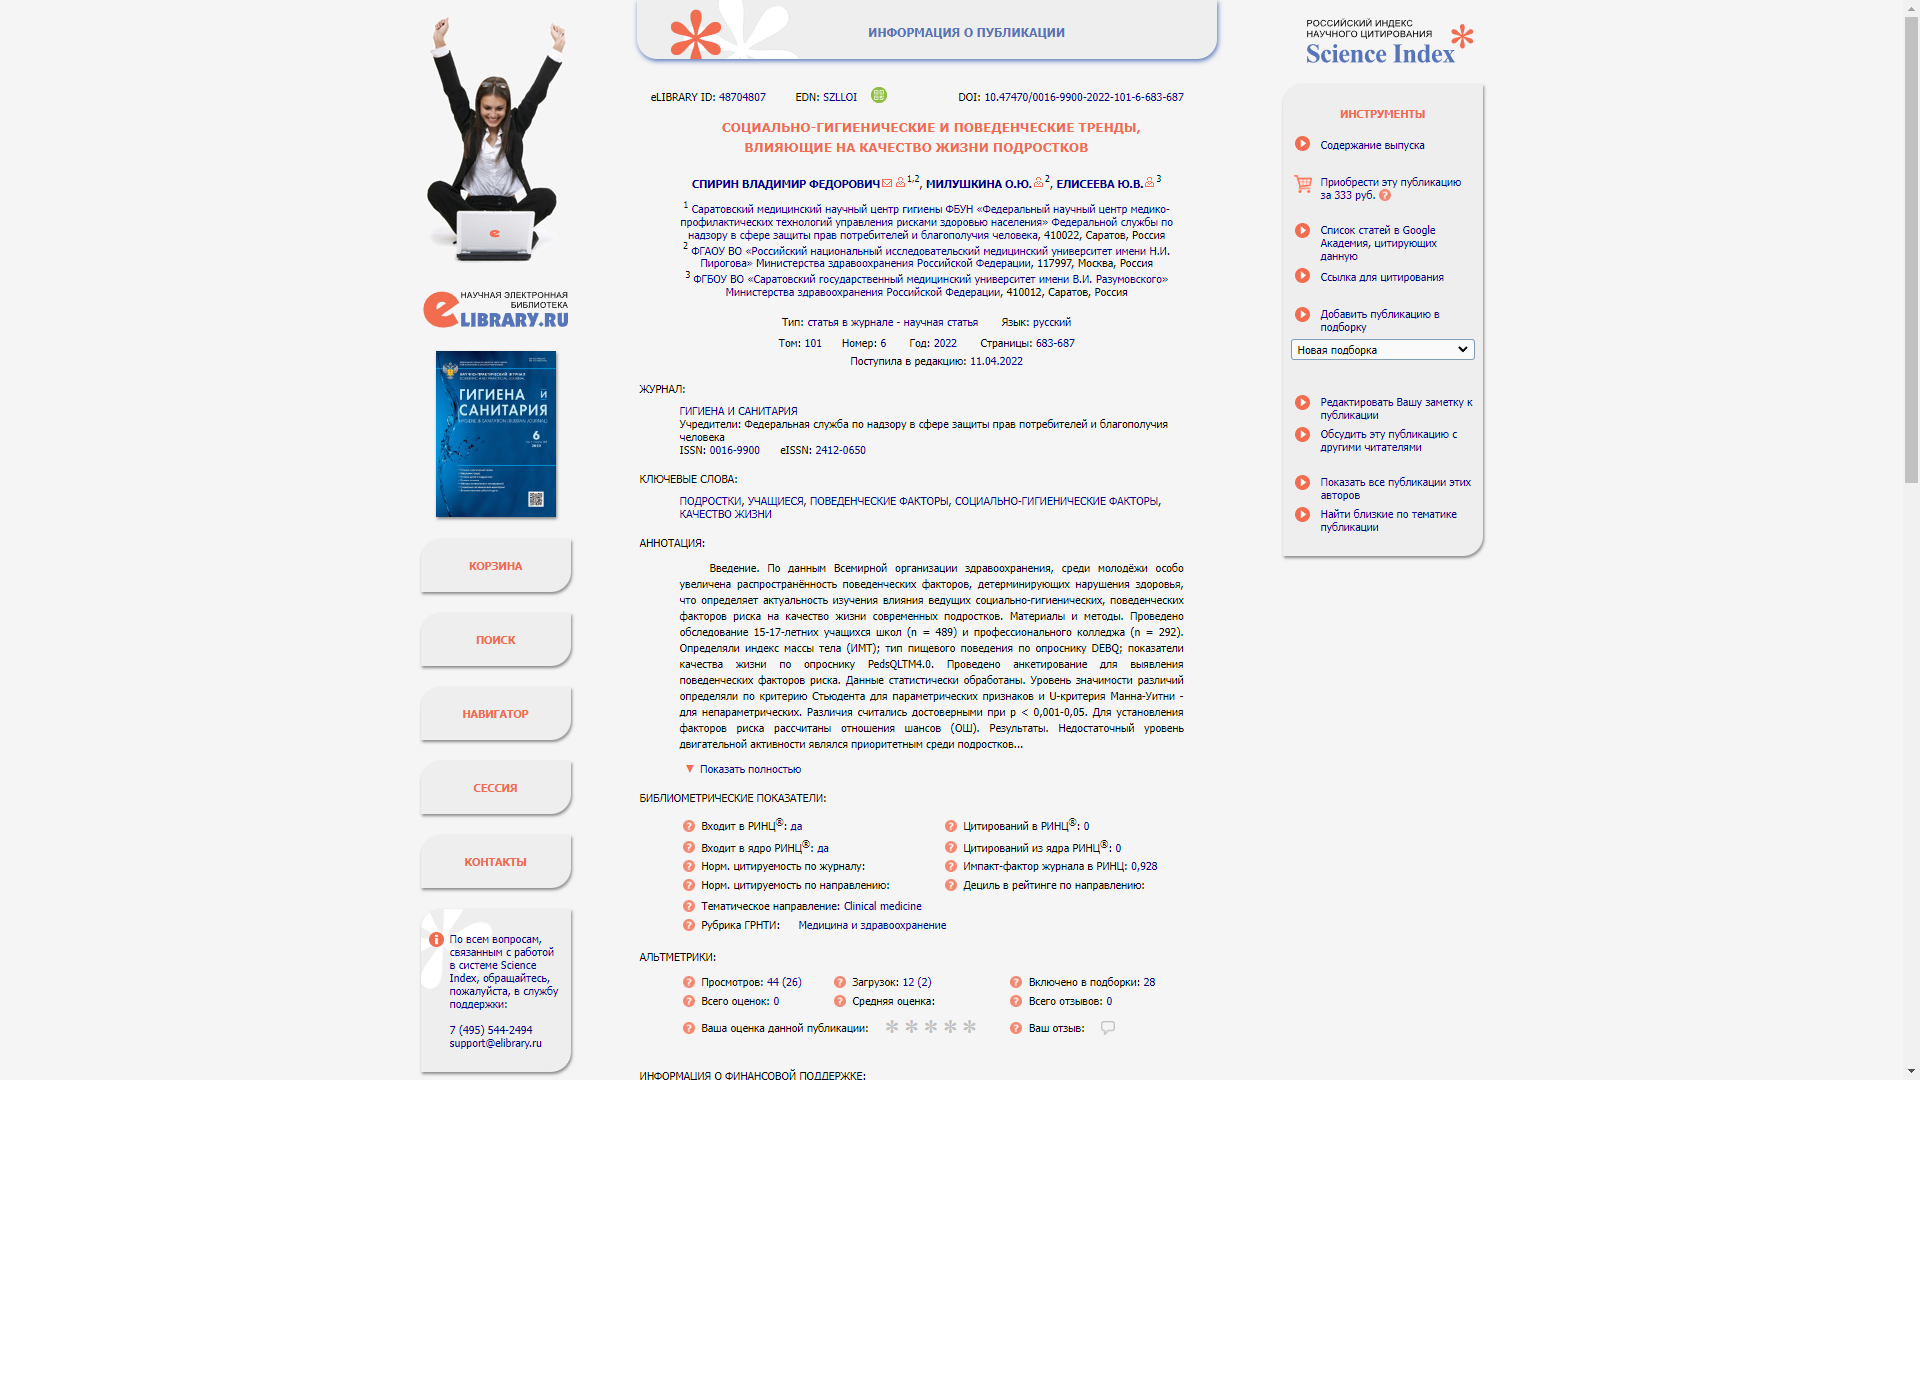 ИНФОРМАЦИЯ О ПУБЛИКАЦИИ
eLIBRARY ID: 48704807 EDN: SZLLOI DOI: 10.47470/0016-9900-2022-101-6-683-687
СОЦИАЛЬНО-ГИГИЕНИЧЕСКИЕ И ПОВЕДЕНЧЕСКИЕ ТРЕНДЫ,
ВЛИЯЮЩИЕ НА КАЧЕСТВО ЖИЗНИ ПОДРОСТКОВ
СПИРИН ВЛАДИМИР ФЕДОРОВИЧ 1,2, МИЛУШКИНА О.Ю. 2, ЕЛИСЕЕВА Ю.В. 3
1 Саратовский медицинский научный центр гигиены ФБУН «Федеральный научный центр медико-
профилактических технологий управления рисками здоровью населения» Федеральной службы по
надзору в сфере защиты прав потребителей и благополучия человека, 410022, Саратов, Россия
2 ФГАОУ ВО «Российский национальный исследовательский медицинский университет имени Н.И.
Пирогова» Министерства здравоохранения Российской Федерации, 117997, Москва, Россия
3 ФГБОУ ВО «Саратовский государственный медицинский университет имени В.И. Разумовского»
Министерства здравоохранения Российской Федерации, 410012, Саратов, Россия
Тип: статья в журнале - научная статья Язык: русский
Том: 101 Номер: 6 Год: 2022 Страницы: 683-687
Поступила в редакцию: 11.04.2022
ЖУРНАЛ:
ГИГИЕНА И САНИТАРИЯ
Учредители: Федеральная служба по надзору в сфере защиты прав потребителей и благополучия
человека
ISSN: 0016-9900 eISSN: 2412-0650
КЛЮЧЕВЫЕ СЛОВА:
ПОДРОСТКИ, УЧАЩИЕСЯ, ПОВЕДЕНЧЕСКИЕ ФАКТОРЫ, СОЦИАЛЬНО-ГИГИЕНИЧЕСКИЕ ФАКТОРЫ,
КАЧЕСТВО ЖИЗНИ
АННОТАЦИЯ:
Введение. По данным Всемирной организации здравоохранения, среди молодёжи особо
увеличена распространённость поведенческих факторов, детерминирующих нарушения здоровья,
что определяет актуальность изучения влияния ведущих социально-гигиенических, поведенческих
факторов риска на качество жизни современных подростков. Материалы и методы. Проведено
обследование 15-17-летних учащихся школ (n = 489) и профессионального колледжа (n = 292).
Определяли индекс массы тела (ИМТ); тип пищевого поведения по опроснику DEBQ; показатели
качества жизни по опроснику PedsQLTM4.0. Проведено анкетирование для выявления
поведенческих факторов риска. Данные статистически обработаны. Уровень значимости различий
определяли по критерию Стьюдента для параметрических признаков и U-критерия Манна-Уитни -
для непараметрических. Различия считались достоверными при p < 0,001-0,05. Для установления
факторов риска рассчитаны отношения шансов (ОШ). Результаты. Недостаточный уровень
двигательной активности являлся приоритетным среди подростков...
Показать полностью
БИБЛИОМЕТРИЧЕСКИЕ ПОКАЗАТЕЛИ:
Входит в РИНЦ®: да Цитирований в РИНЦ®: 0
Входит в ядро РИНЦ®: да Цитирований из ядра РИНЦ®: 0
Норм. цитируемость по журналу: Импакт-фактор журнала в РИНЦ: 0,928
Норм. цитируемость по направлению: Дециль в рейтинге по направлению:
Тематическое направление: Clinical medicine
Рубрика ГРНТИ: Медицина и здравоохранение
АЛЬТМЕТРИКИ:
Просмотров: 44 (26) Загрузок: 12 (2) Включено в подборки: 28
Всего оценок: 0 Средняя оценка: Всего отзывов: 0
Ваша оценка данной публикации: Ваш отзыв:
ИНФОРМАЦИЯ О ФИНАНСОВОЙ ПОДДЕРЖКЕ:
НАУЧНАЯ ЭЛЕКТРОННАЯ
БИБЛИОТЕКА
eLIBRARY.RU
ГИГИЕНА И
САНИТАРИЯ
6
КОРЗИНА
ПОИСК
НАВИГАТОР
СЕССИЯ
КОНТАКТЫ
По всем вопросам,
связанным с работой
в системе Science
Index, обращайтесь,
пожалуйста, в службу
поддержки:
7 (495) 544-2494
support@elibrary.ru
РОССИЙСКИЙ ИНДЕКС
НАУЧНОГО ЦИТИРОВАНИЯ
Science Index
ИНСТРУМЕНТЫ
Содержание выпуска
Приобрести эту публикацию
за 333 руб.
Список статей в Google
Академия, цитирующих
данную
Ссылка для цитирования
Добавить публикацию в
подборку
Новая подборка
Редактировать Вашу заметку к
публикации
Обсудить эту публикацию с
другими читателями
Показать все публикации этих
авторов
Найти близкие по тематике
публикации